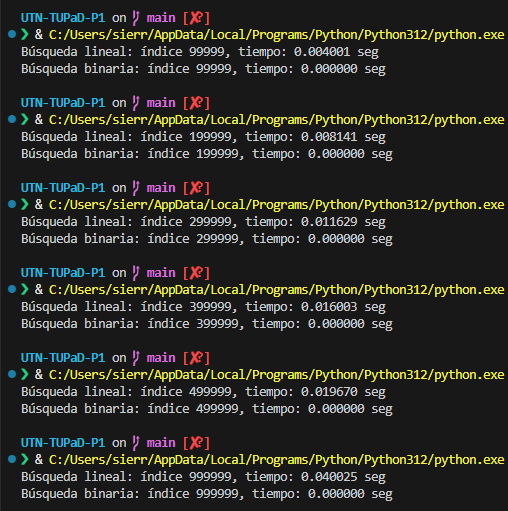 UTN-TUPaD-P1 on main [✘?]
❯ & C:/Users/sierr/AppData/Local/Programs/Python/Python312/python.exe
Búsqueda lineal: índice 99999, tiempo: 0.004001 seg
Búsqueda binaria: índice 99999, tiempo: 0.000000 seg
UTN-TUPaD-P1 on main [✘?]
❯ & C:/Users/sierr/AppData/Local/Programs/Python/Python312/python.exe
Búsqueda lineal: índice 199999, tiempo: 0.008141 seg
Búsqueda binaria: índice 199999, tiempo: 0.000000 seg
UTN-TUPaD-P1 on main [✘?]
❯ & C:/Users/sierr/AppData/Local/Programs/Python/Python312/python.exe
Búsqueda lineal: índice 299999, tiempo: 0.011629 seg
Búsqueda binaria: índice 299999, tiempo: 0.000000 seg
UTN-TUPaD-P1 on main [✘?]
❯ & C:/Users/sierr/AppData/Local/Programs/Python/Python312/python.exe
Búsqueda lineal: índice 399999, tiempo: 0.016003 seg
Búsqueda binaria: índice 399999, tiempo: 0.000000 seg
UTN-TUPaD-P1 on main [✘?]
❯ & C:/Users/sierr/AppData/Local/Programs/Python/Python312/python.exe
Búsqueda lineal: índice 499999, tiempo: 0.019670 seg
Búsqueda binaria: índice 499999, tiempo: 0.000000 seg
UTN-TUPaD-P1 on main [✘?]
❯ & C:/Users/sierr/AppData/Local/Programs/Python/Python312/python.exe
Búsqueda lineal: índice 999999, tiempo: 0.040025 seg
Búsqueda binaria: índice 999999, tiempo: 0.000000 seg